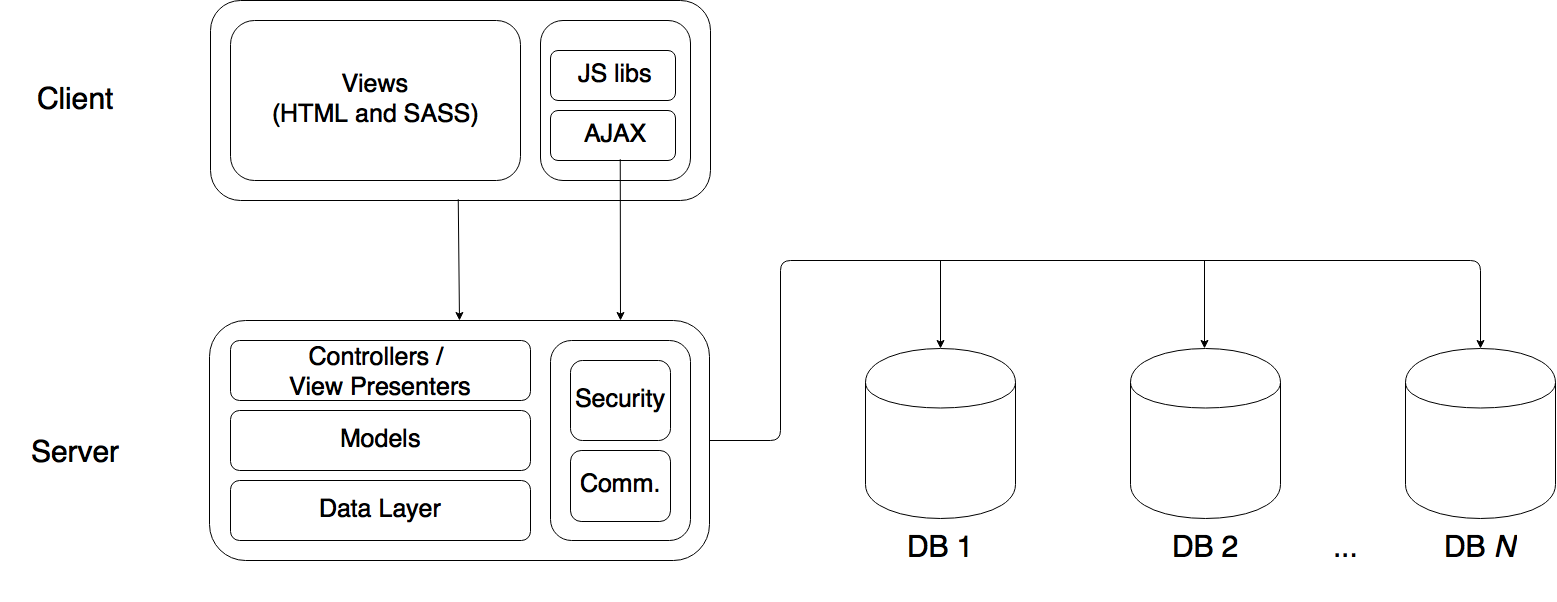 Client
Views
(HTML and SASS)
JS libs
AJAX
Server
Controllers /
View Presenters
Models
Data Layer
Security
Comm.
DB 1
DB 2
...
DB N